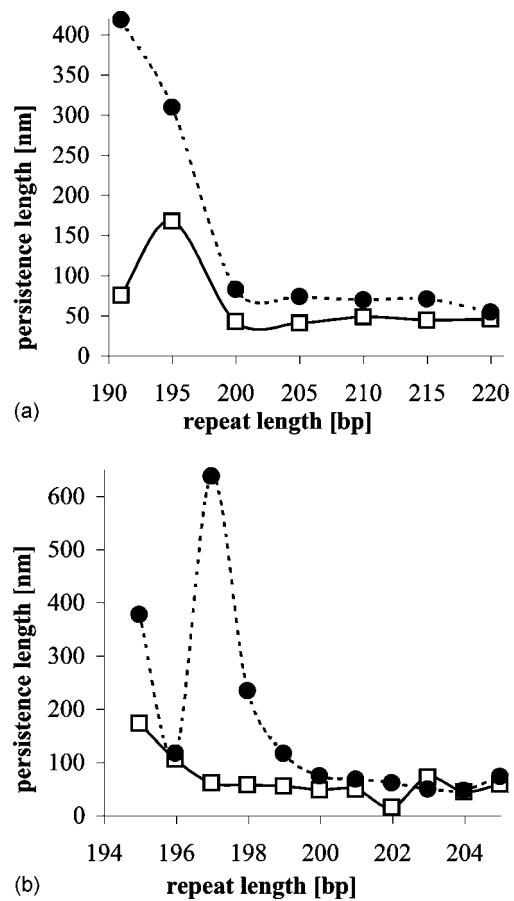 400
350
300
250
200
150
100
50
0
persistence length [nm]
190 195 200 205 210 215 220
repeat length [bp]
(a)
600
500
400
300
200
100
0
persistence length [nm]
194 196 198 200 202 204
repeat length [bp]
(b)